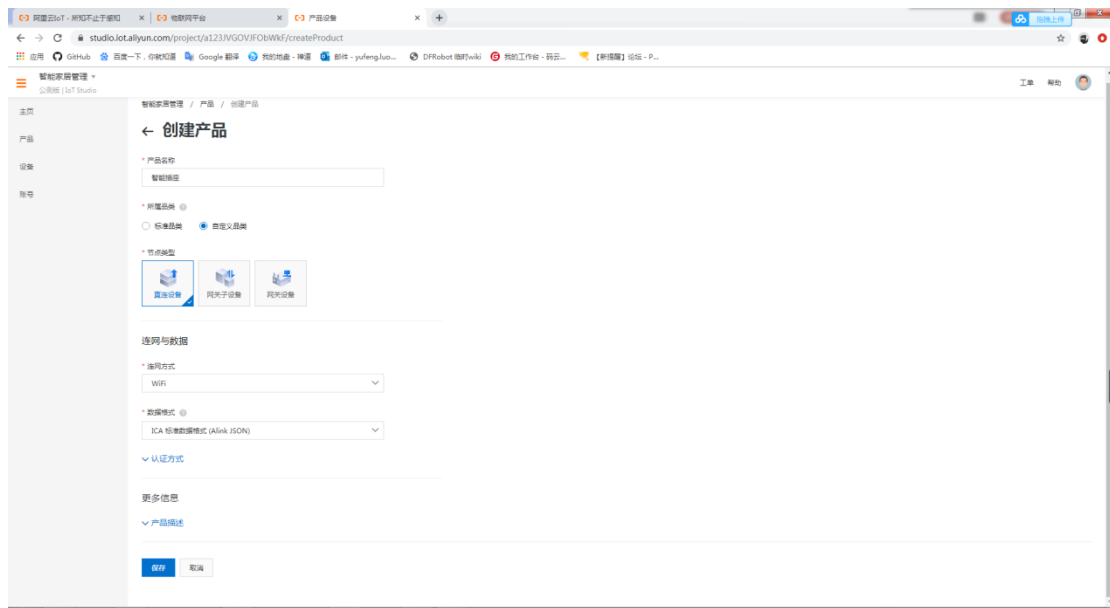 阿里云IoT - 所知不止于感知
物联网平台
产品设备
拖拽上传
studio.iot.aliyun.com/project/a123JVGOVJFObWkF/createProduct
应用 GitHub 百度一下，你就知道 Google 翻译 我的地盘 - 禅道 邮件 - yufeng.luo... DFRobot 临时wiki 我的工作台 - 码云... 【新提醒】论坛 - P...
智能家居管理
公测版 | IoT Studio
工单 帮助
主页
产品
设备
账号
智能家居管理 / 产品 / 创建产品
← 创建产品
* 产品名称
智能插座
* 所属品类
标准品类 自定义品类
* 节点类型
直连设备 网关子设备 网关设备
连网与数据
* 连网方式
WiFi
* 数据格式
ICA 标准数据格式 (Alink JSON)
认证方式
更多信息
产品描述
保存 取消